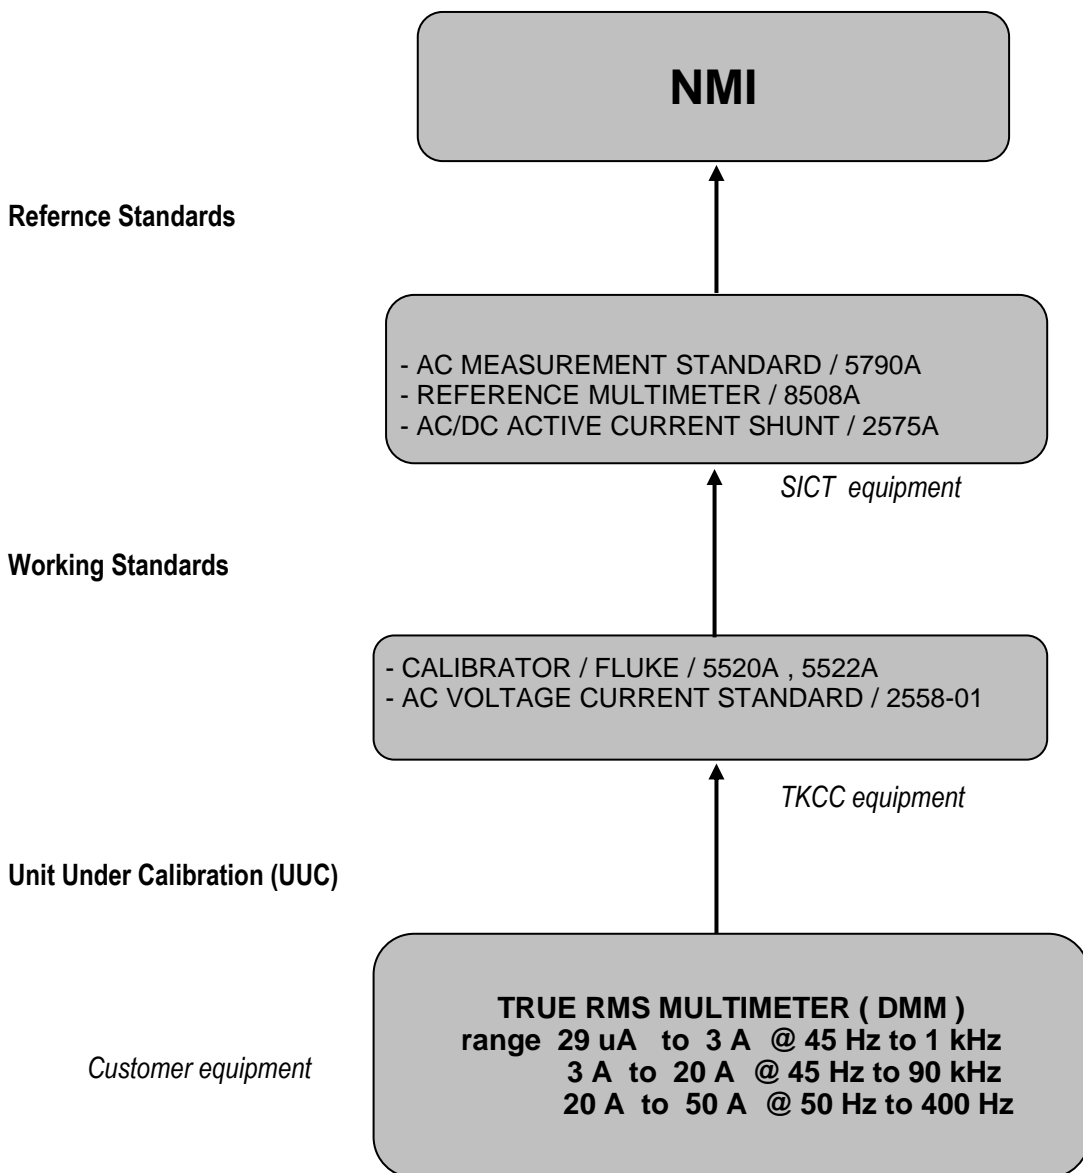 NMI
Refernce Standards
- AC MEASUREMENT STANDARD / 5790A
- REFERENCE MULTIMETER / 8508A
- AC/DC ACTIVE CURRENT SHUNT / 2575A
SICT equipment
Working Standards
- CALIBRATOR / FLUKE / 5520A , 5522A
- AC VOLTAGE CURRENT STANDARD / 2558-01
TKCC equipment
Unit Under Calibration (UUC)
TRUE RMS MULTIMETER ( DMM )
range 29 uA to 3 A @ 45 Hz to 1 kHz
Customer equipment
3 A to 20 A @ 45 Hz to 90 kHz
20 A to 50 A @ 50 Hz to 400 Hz